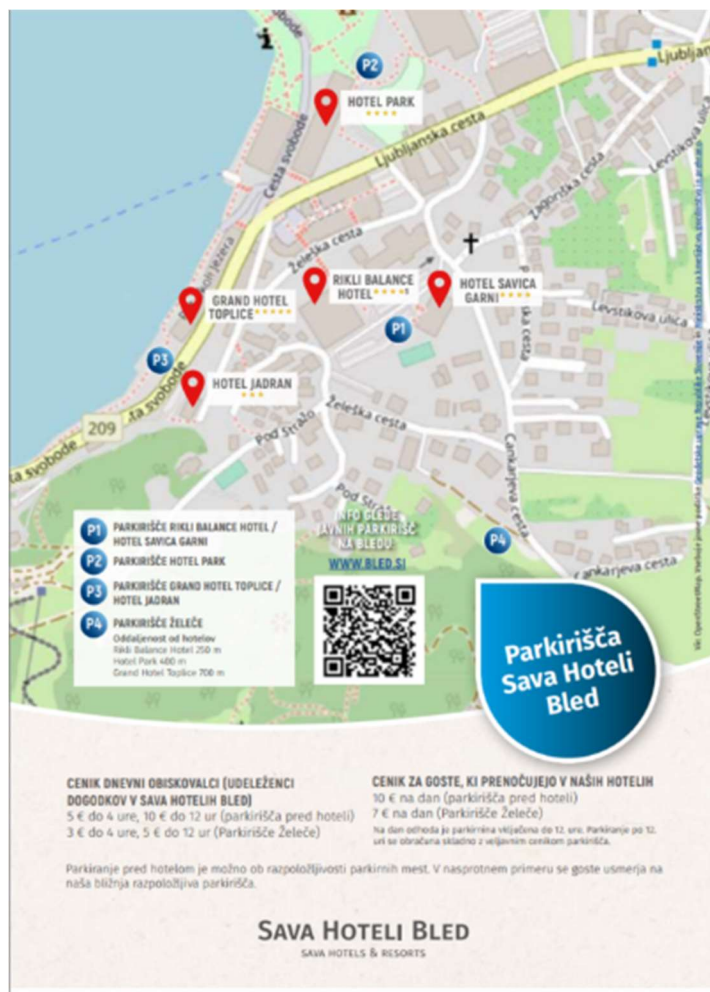 P2
HOTEL PARK
★★★★
Ljubljanska cesta
Cesta svobode
Levstikova ulica
Zagoriška cesta
Želeška cesta
RIKLI BALANCE
HOTEL★★★★S
HOTEL SAVICA
GARNI★★★★
GRAND HOTEL
TOPLICE★★★★★
P1
Levstikova ulica
P3
HOTEL JADRAN
★★★
209
Pod Stražo
Želeška cesta
Cankarjeva cesta
P4
Cankarjeva cesta
P1 PARKIRIŠČE RIKLI BALANCE HOTEL /
HOTEL SAVICA GARNI
P2 PARKIRIŠČE HOTEL PARK
P3 PARKIRIŠČE GRAND HOTEL TOPLICE /
HOTEL JADRAN
P4 PARKIRIŠČE ŽELEČE
Oddaljenost od hotelov
Rikli Balance Hotel 250 m
Hotel Park 400 m
Grand Hotel Toplice 700 m
INFO GLEDE
JAVNIH PARKIRIŠČ
NA BLEDU
WWW.BLED.SI
Parkirišča
Sava Hoteli
Bled
CENIK DNEVNI OBISKOVALCI (UDELEŽENCI
DOGODKOV V SAVA HOTELIH BLED)
5 € do 4 ure, 10 € do 12 ur (parkirišča pred hoteli)
3 € do 4 ure, 5 € do 12 ur (Parkirišče Želeče)
CENIK ZA GOSTE, KI PRENOČUJEJO V NAŠIH HOTELIH
10 € na dan (parkirišča pred hoteli)
7 € na dan (Parkirišče Želeče)
Na dan odhoda je parkirnina vključena do 12. ure. Parkiranje po 12.
uri se obračuna skladno z veljavnim cenikom parkirišča.
Parkiranje pred hotelom je možno ob razpoložljivosti parkirnih mest. V nasprotnem primeru se goste usmerja na
naša bližnja razpoložljiva parkirišča.
SAVA HOTELI BLED
SAVA HOTELS & RESORTS